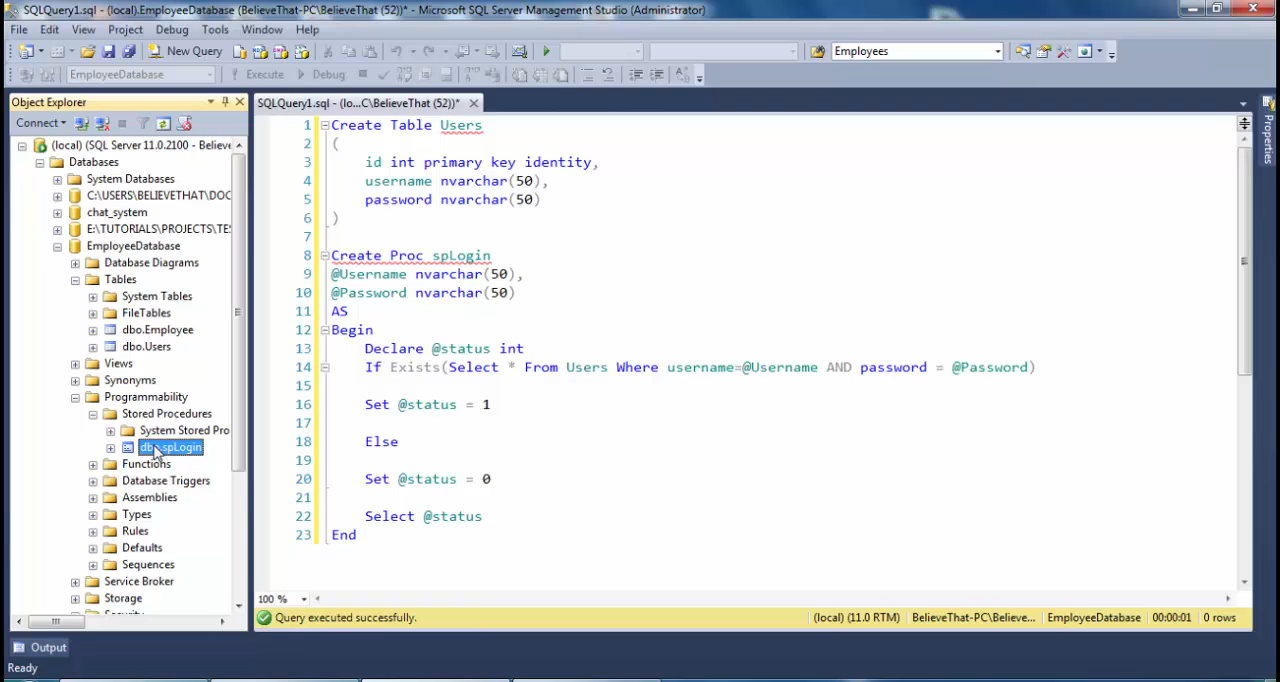 SQLQuery1.sql - (local).EmployeeDatabase (BelieveThat-PC\BelieveThat (52))* - Microsoft SQL Server Management Studio (Administrator)
File Edit View Project Debug Tools Window Help
New Query Employees
EmployeeDatabase Execute Debug
Object Explorer
Connect
(local) (SQL Server 11.0.2100 - Believe
Databases
System Databases
C:\USERS\BELIEVETHAT\DOC
chat_system
E:\TUTORIALS\PROJECTS\TE
EmployeeDatabase
Database Diagrams
Tables
System Tables
FileTables
dbo.Employee
dbo.Users
Views
Synonyms
Programmability
Stored Procedures
System Stored Pro
dbo.spLogin
Functions
Database Triggers
Assemblies
Types
Rules
Defaults
Sequences
Service Broker
Storage
Security
SQLQuery1.sql - (lo...C\BelieveThat (52))*
1 Create Table Users
2 (
3 id int primary key identity,
4 username nvarchar(50),
5 password nvarchar(50)
6 )
7
8 Create Proc spLogin
9 @Username nvarchar(50),
10 @Password nvarchar(50)
11 AS
12 Begin
13 Declare @status int
14 If Exists(Select * From Users Where username=@Username AND password = @Password)
15
16 Set @status = 1
17
18 Else
19
20 Set @status = 0
21
22 Select @status
23 End
100 %
Query executed successfully. (local) (11.0 RTM) BelieveThat-PC\Believe... EmployeeDatabase 00:00:01 0 rows
Properties
Output
Ready